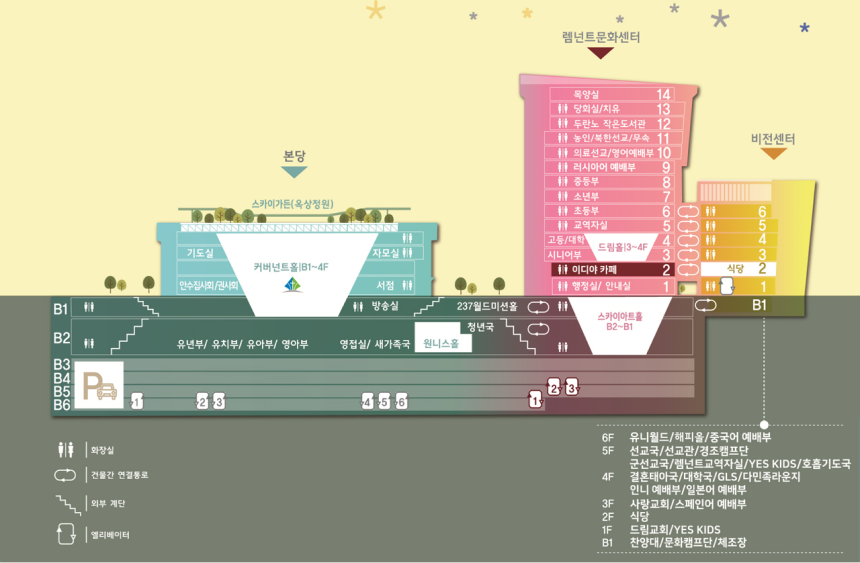 렘넌트문화센터
목양실 14
당회실/치유 13
두란노 작은도서관 12
농인/북한선교/무속 11
의료선교/영어예배부 10
러시아어 예배부 9
중등부 8
소년부 7
초등부 6
교역자실 5
고등/대학 4
드림홀|3~4F
시니어부 3
이디야 카페 2
행정실/ 안내실 1
스카이아트홀
B2~B1
비전센터
6
5
4
3
식당 2
1
B1
본당
스카이가든(옥상정원)
기도실
자모실
커버넌트홀|B1~4F
안수집사회/권사회
서점
B1
방송실
237월드미션홀
B2
유년부/ 유치부/ 유아부/ 영아부
영접실/ 새가족국
원니스홀
청년국
B3
B4
B5
B6
P
1
2
3
4
5
6
1
2
3
화장실
건물간 연결통로
외부 계단
엘리베이터
6F 유니월드/해피울/중국어 예배부
5F 선교국/선교관/경조캠프단
군선교국/렘넌트교역자실/YES KIDS/호흡기도국
4F 결혼태아국/대학국/GLS/다민족라운지
인니 예배부/일본어 예배부
3F 사랑교회/스페인어 예배부
2F 식당
1F 드림교회/YES KIDS
B1 찬양대/문화캠프단/체조장